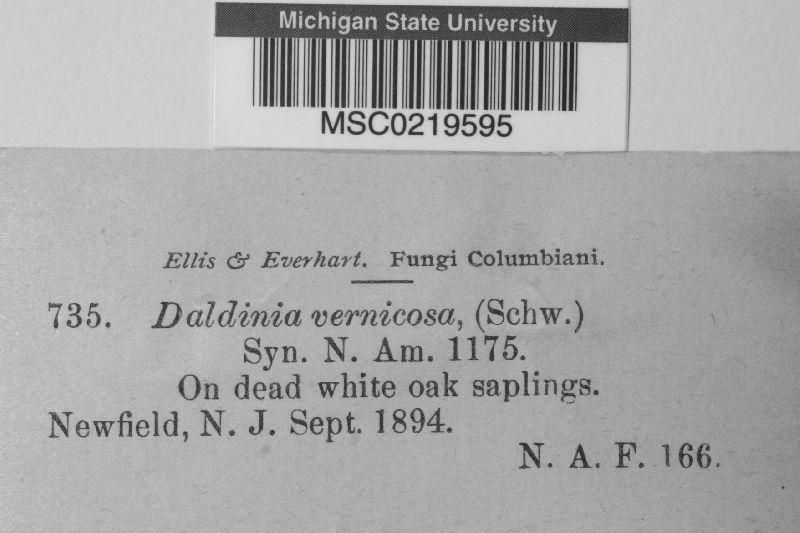 Michigan State University
MSC0219595
Ellis & Everhart. Fungi Columbiani.
735. Daldinia vernicosa, (Schw.)
Syn. N. Am. 1175.
On dead white oak saplings.
Newfield, N. J. Sept. 1894.
N. A. F. 166.